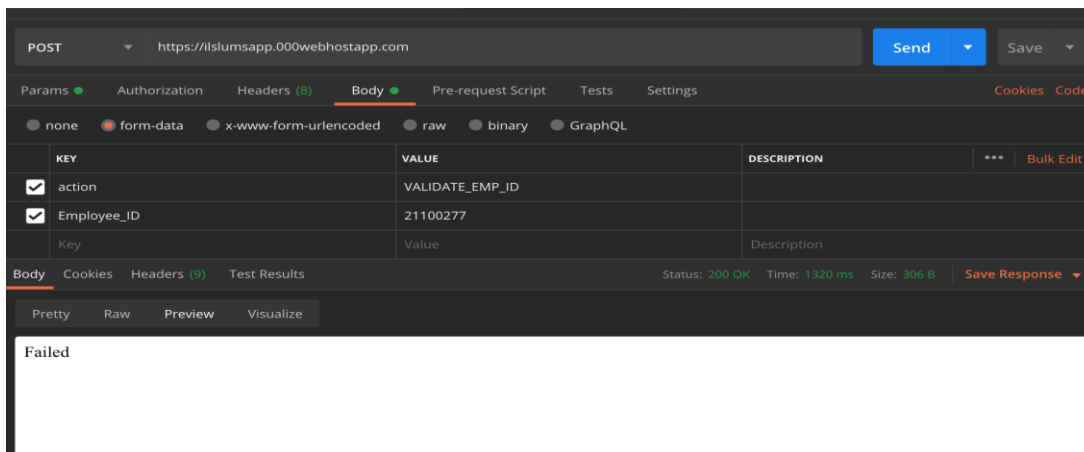 POST https://ilslumsapp.000webhostapp.com Send Save
Params Authorization Headers (8) Body Pre-request Script Tests Settings Cookies Code
none form-data x-www-form-urlencoded raw binary GraphQL
KEY VALUE DESCRIPTION ••• Bulk Edit
action VALIDATE_EMP_ID
Employee_ID 21100277
Key Value Description
Body Cookies Headers (9) Test Results Status: 200 OK Time: 1320 ms Size: 306 B Save Response
Pretty Raw Preview Visualize
Failed